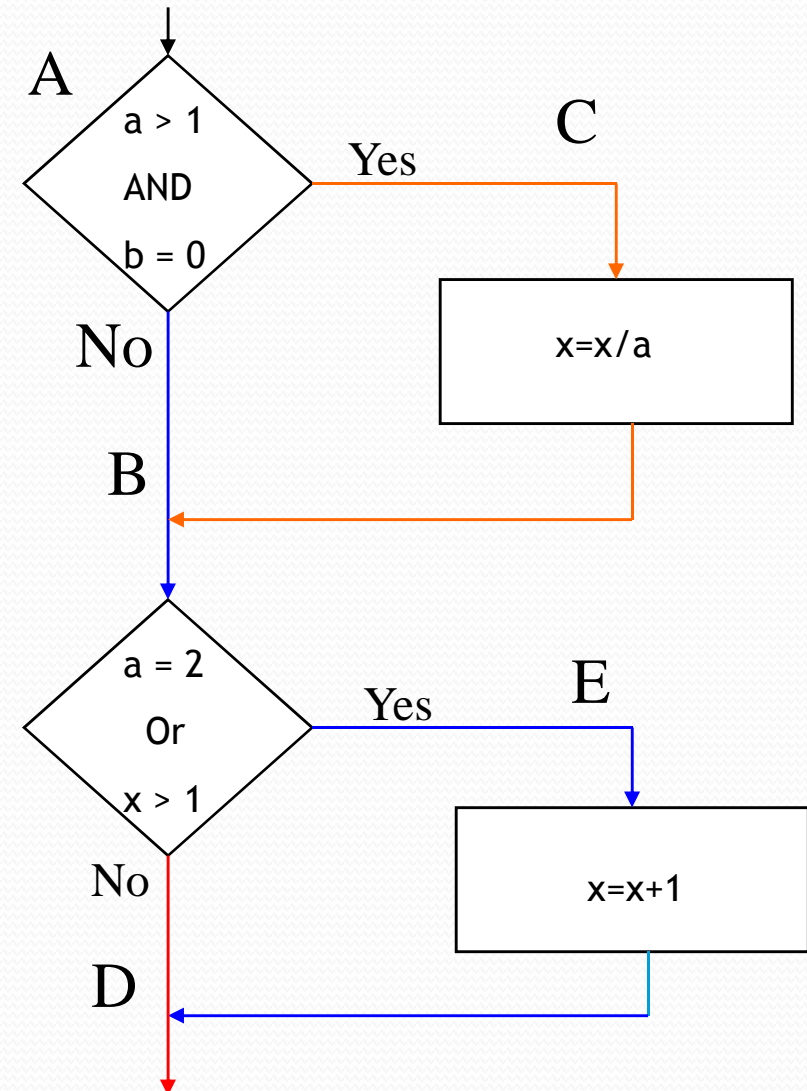 A
a > 1
AND
b = 0
Yes
C
x=x/a
No
B
a = 2
Or
x > 1
Yes
E
x=x+1
No
D